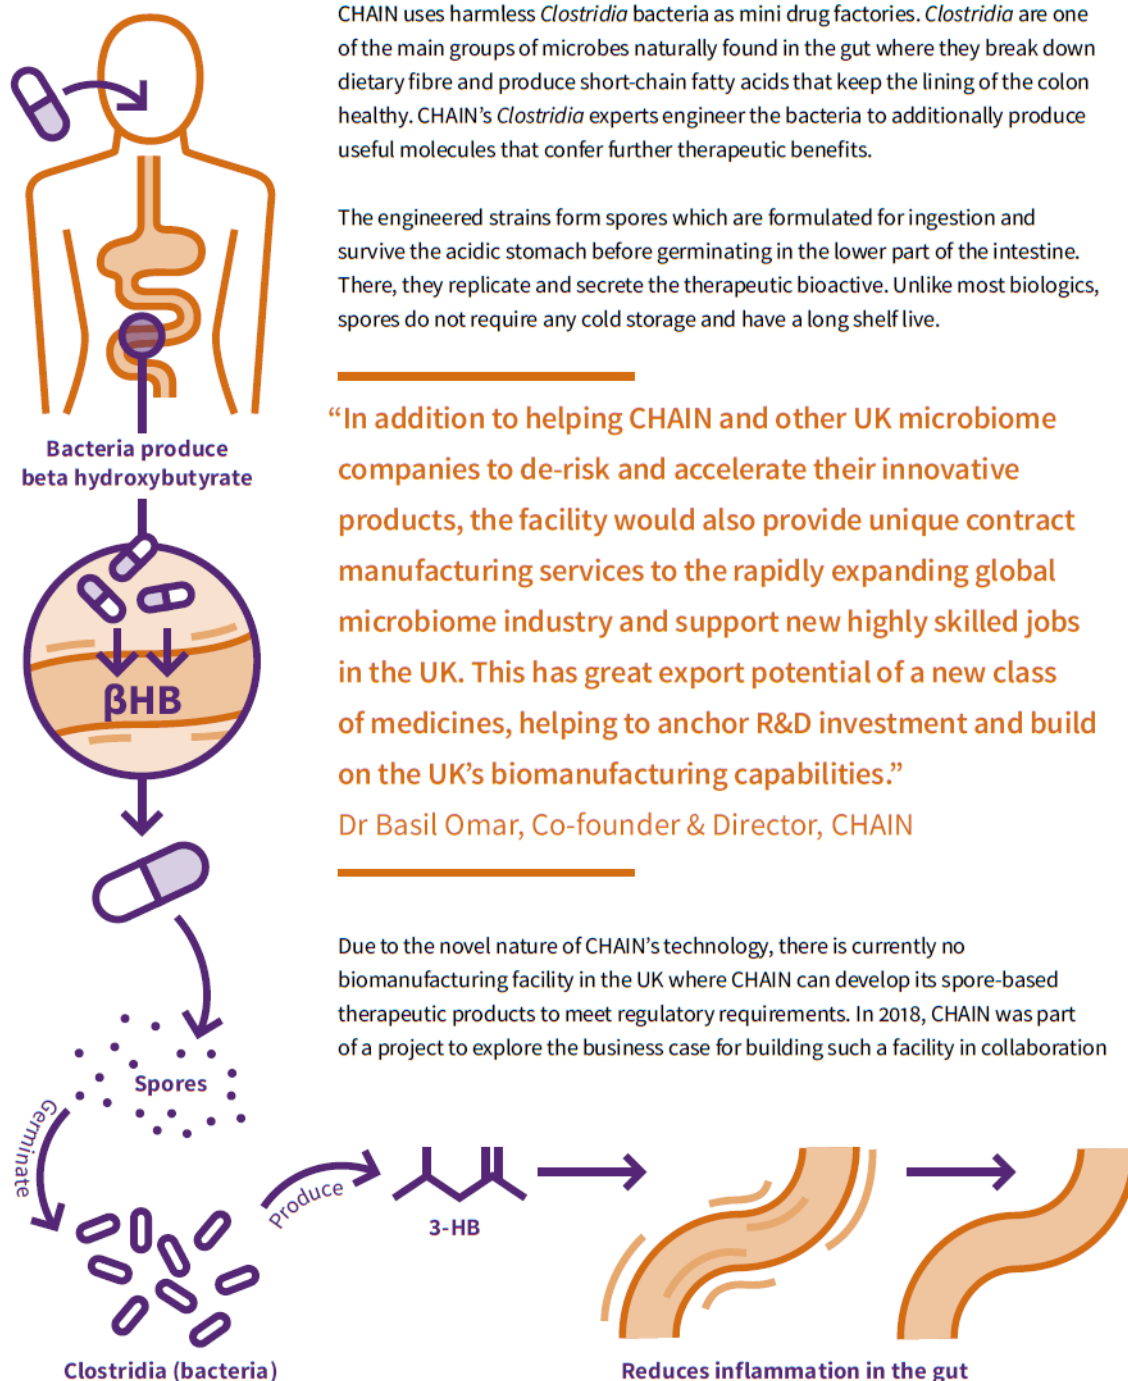 CHAIN uses harmless Clostridia bacteria as mini drug factories. Clostridia are one
of the main groups of microbes naturally found in the gut where they break down
dietary fibre and produce short-chain fatty acids that keep the lining of the colon
healthy. CHAIN’s Clostridia experts engineer the bacteria to additionally produce
useful molecules that confer further therapeutic benefits.
The engineered strains form spores which are formulated for ingestion and
survive the acidic stomach before germinating in the lower part of the intestine.
There, they replicate and secrete the therapeutic bioactive. Unlike most biologics,
spores do not require any cold storage and have a long shelf live.
“In addition to helping CHAIN and other UK microbiome
companies to de-risk and accelerate their innovative
products, the facility would also provide unique contract
manufacturing services to the rapidly expanding global
microbiome industry and support new highly skilled jobs
in the UK. This has great export potential of a new class
of medicines, helping to anchor R&D investment and build
on the UK’s biomanufacturing capabilities.”
Dr Basil Omar, Co-founder & Director, CHAIN
Due to the novel nature of CHAIN’s technology, there is currently no
biomanufacturing facility in the UK where CHAIN can develop its spore-based
therapeutic products to meet regulatory requirements. In 2018, CHAIN was part
of a project to explore the business case for building such a facility in collaboration
Bacteria produce
beta hydroxybutyrate
βHB
Spores
Germinate
Clostridia (bacteria)
Produce
3-HB
Reduces inflammation in the gut